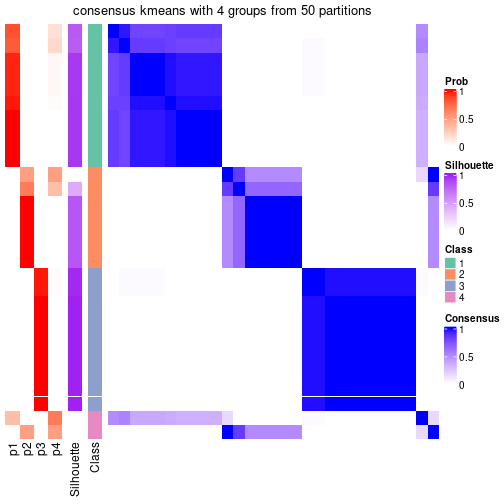 consensus kmeans with 4 groups from 50 partitions
Prob
1
0.5
0
Silhouette
1
0.5
0
Class
1
2
3
4
Consensus
1
0.5
0
p1
p2
p3
p4
Silhouette
Class